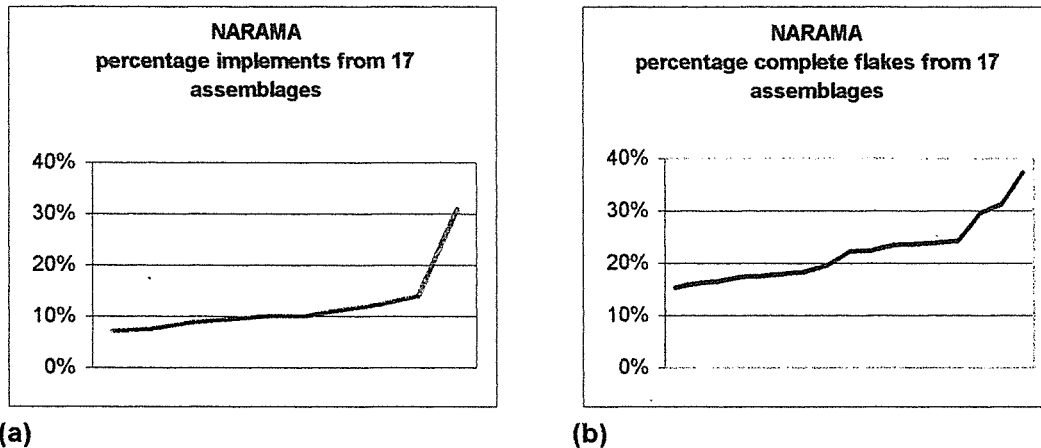 NARAMA
percentage implements from 17
assemblages
40%
30%
20%
10%
0%
(a)
NARAMA
percentage complete flakes from 17
assemblages
40%
30%
20%
10%
0%
(b)